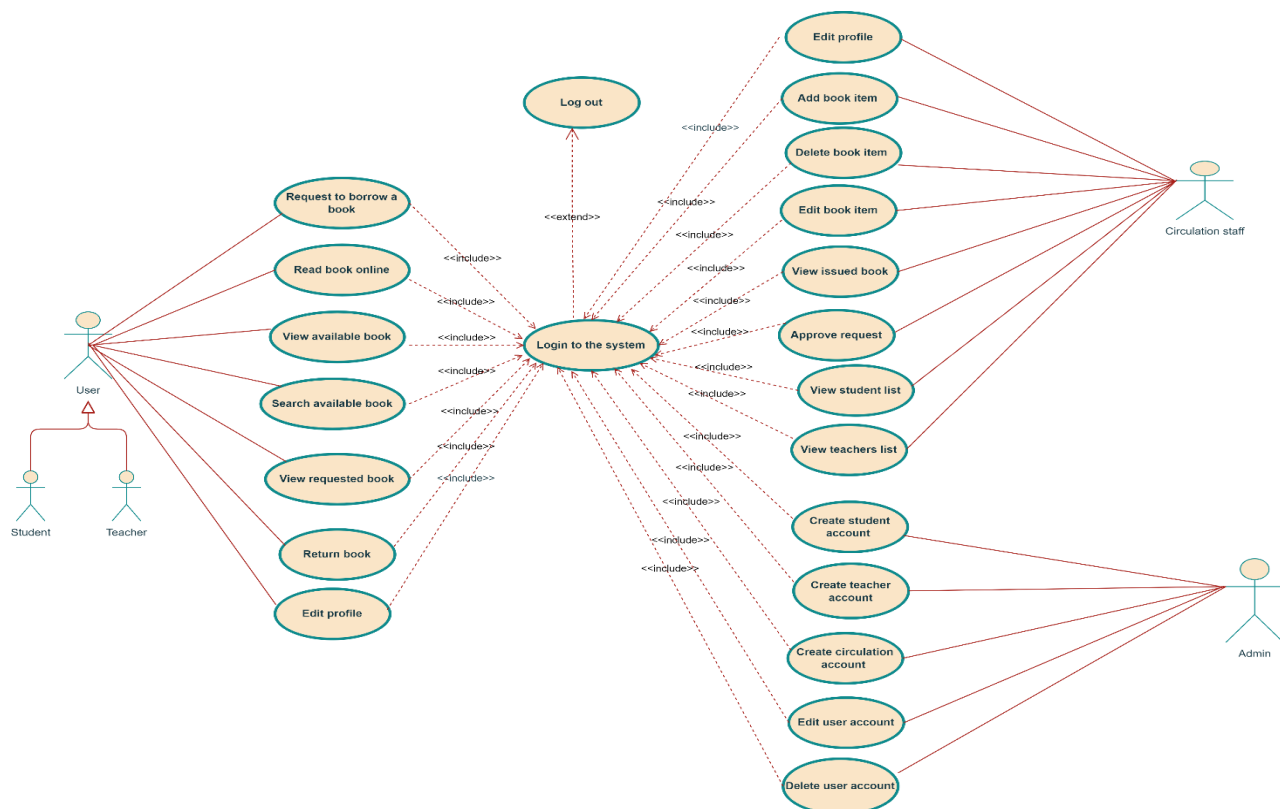 Edit profile
Log out
Add book item
<<include>>
Delete book item
Circulation staff
Request to borrow a
book
<<extend>>
<<include>>
Edit book item
<<include>>
<<include>>
Read book online
<<include>>
View issued book
<<include>>
<<include>>
User
View available book
<<include>>
Login to the system
<<include>>
Approve request
<<include>>
Search available book
<<include>>
View student list
<<include>>
<<include>>
View teachers list
<<include>>
View requested book
<<include>>
<<include>>
<<include>>
Student
Teacher
Return book
<<include>>
Create student
account
<<include>>
Create teacher
account
Edit profile
Create circulation
account
Admin
Edit user account
Delete user account